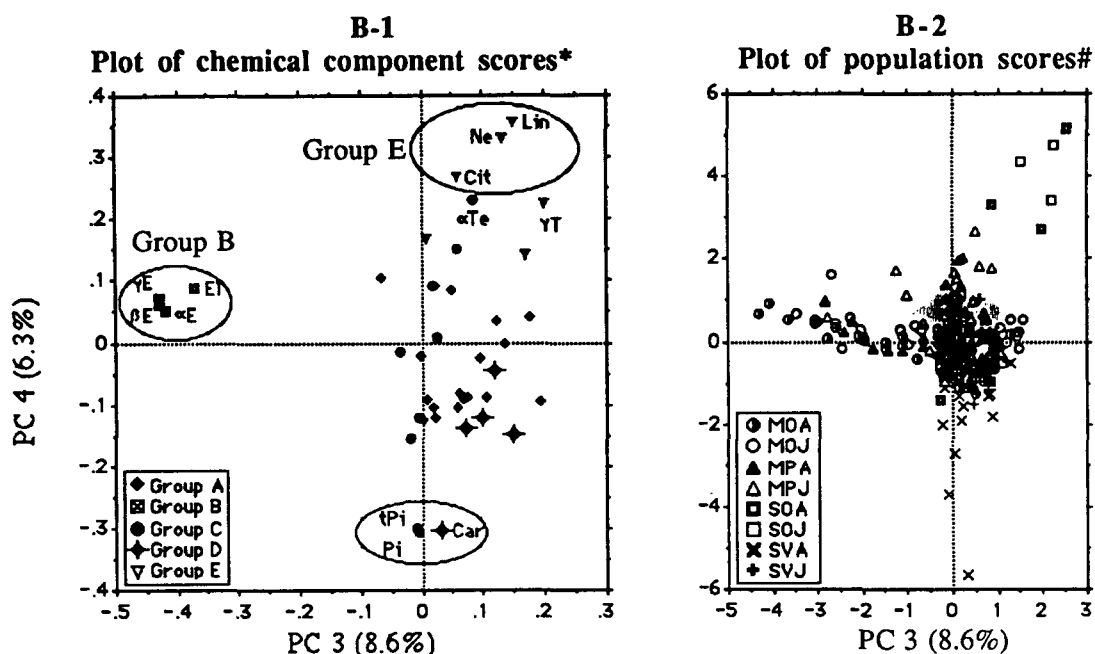 B-1
Plot of chemical component scores*
.4
.3
.2
.1
0
-.1
-.2
-.3
-.4
PC 4 (6.3%)
Group E
Ne
Lin
Cit
αTe
γT
Group B
γE
El
βE
αE
tPi
Pi
Car
Group A
Group B
Group C
Group D
Group E
-.5
-.4
-.3
-.2
-.1
0
.1
.2
.3
PC 3 (8.6%)
B-2
Plot of population scores#
6
4
2
0
-2
-4
-6
MOA
MOJ
MPA
MPJ
SOA
SOJ
SVA
SVJ
-5
-4
-3
-2
-1
0
1
2
3
PC 3 (8.6%)